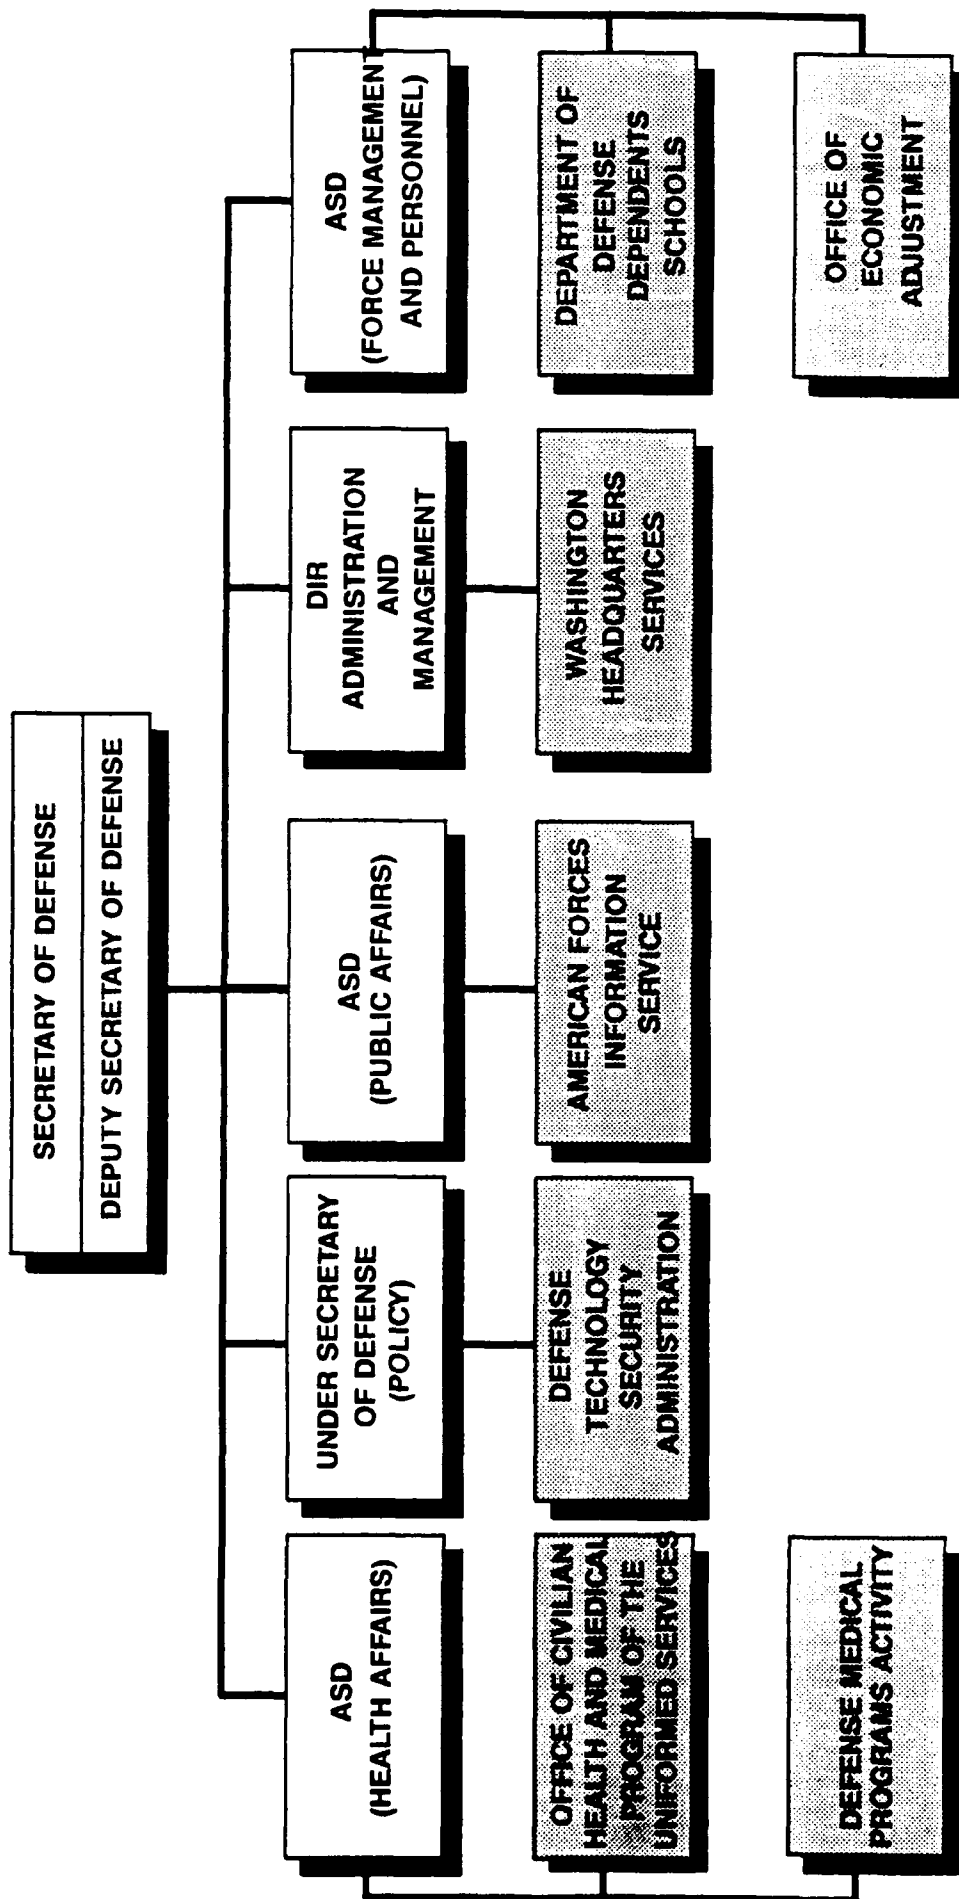 SECRETARY OF DEFENSE
DEPUTY SECRETARY OF DEFENSE
ASD
(HEALTH AFFAIRS)
UNDER SECRETARY
OF DEFENSE
(POLICY)
ASD
(PUBLIC AFFAIRS)
DIR
ADMINISTRATION
AND
MANAGEMENT
ASD
(FORCE MANAGEMENT
AND PERSONNEL)
OFFICE OF CIVILIAN
HEALTH AND MEDICAL
PROGRAM OF THE
UNIFORMED SERVICES
DEFENSE
TECHNOLOGY
SECURITY
ADMINISTRATION
AMERICAN FORCES
INFORMATION
SERVICE
WASHINGTON
HEADQUARTERS
SERVICES
DEPARTMENT OF
DEFENSE
DEPENDENTS
SCHOOLS
DEFENSE MEDICAL
PROGRAMS ACTIVITY
OFFICE OF
ECONOMIC
ADJUSTMENT